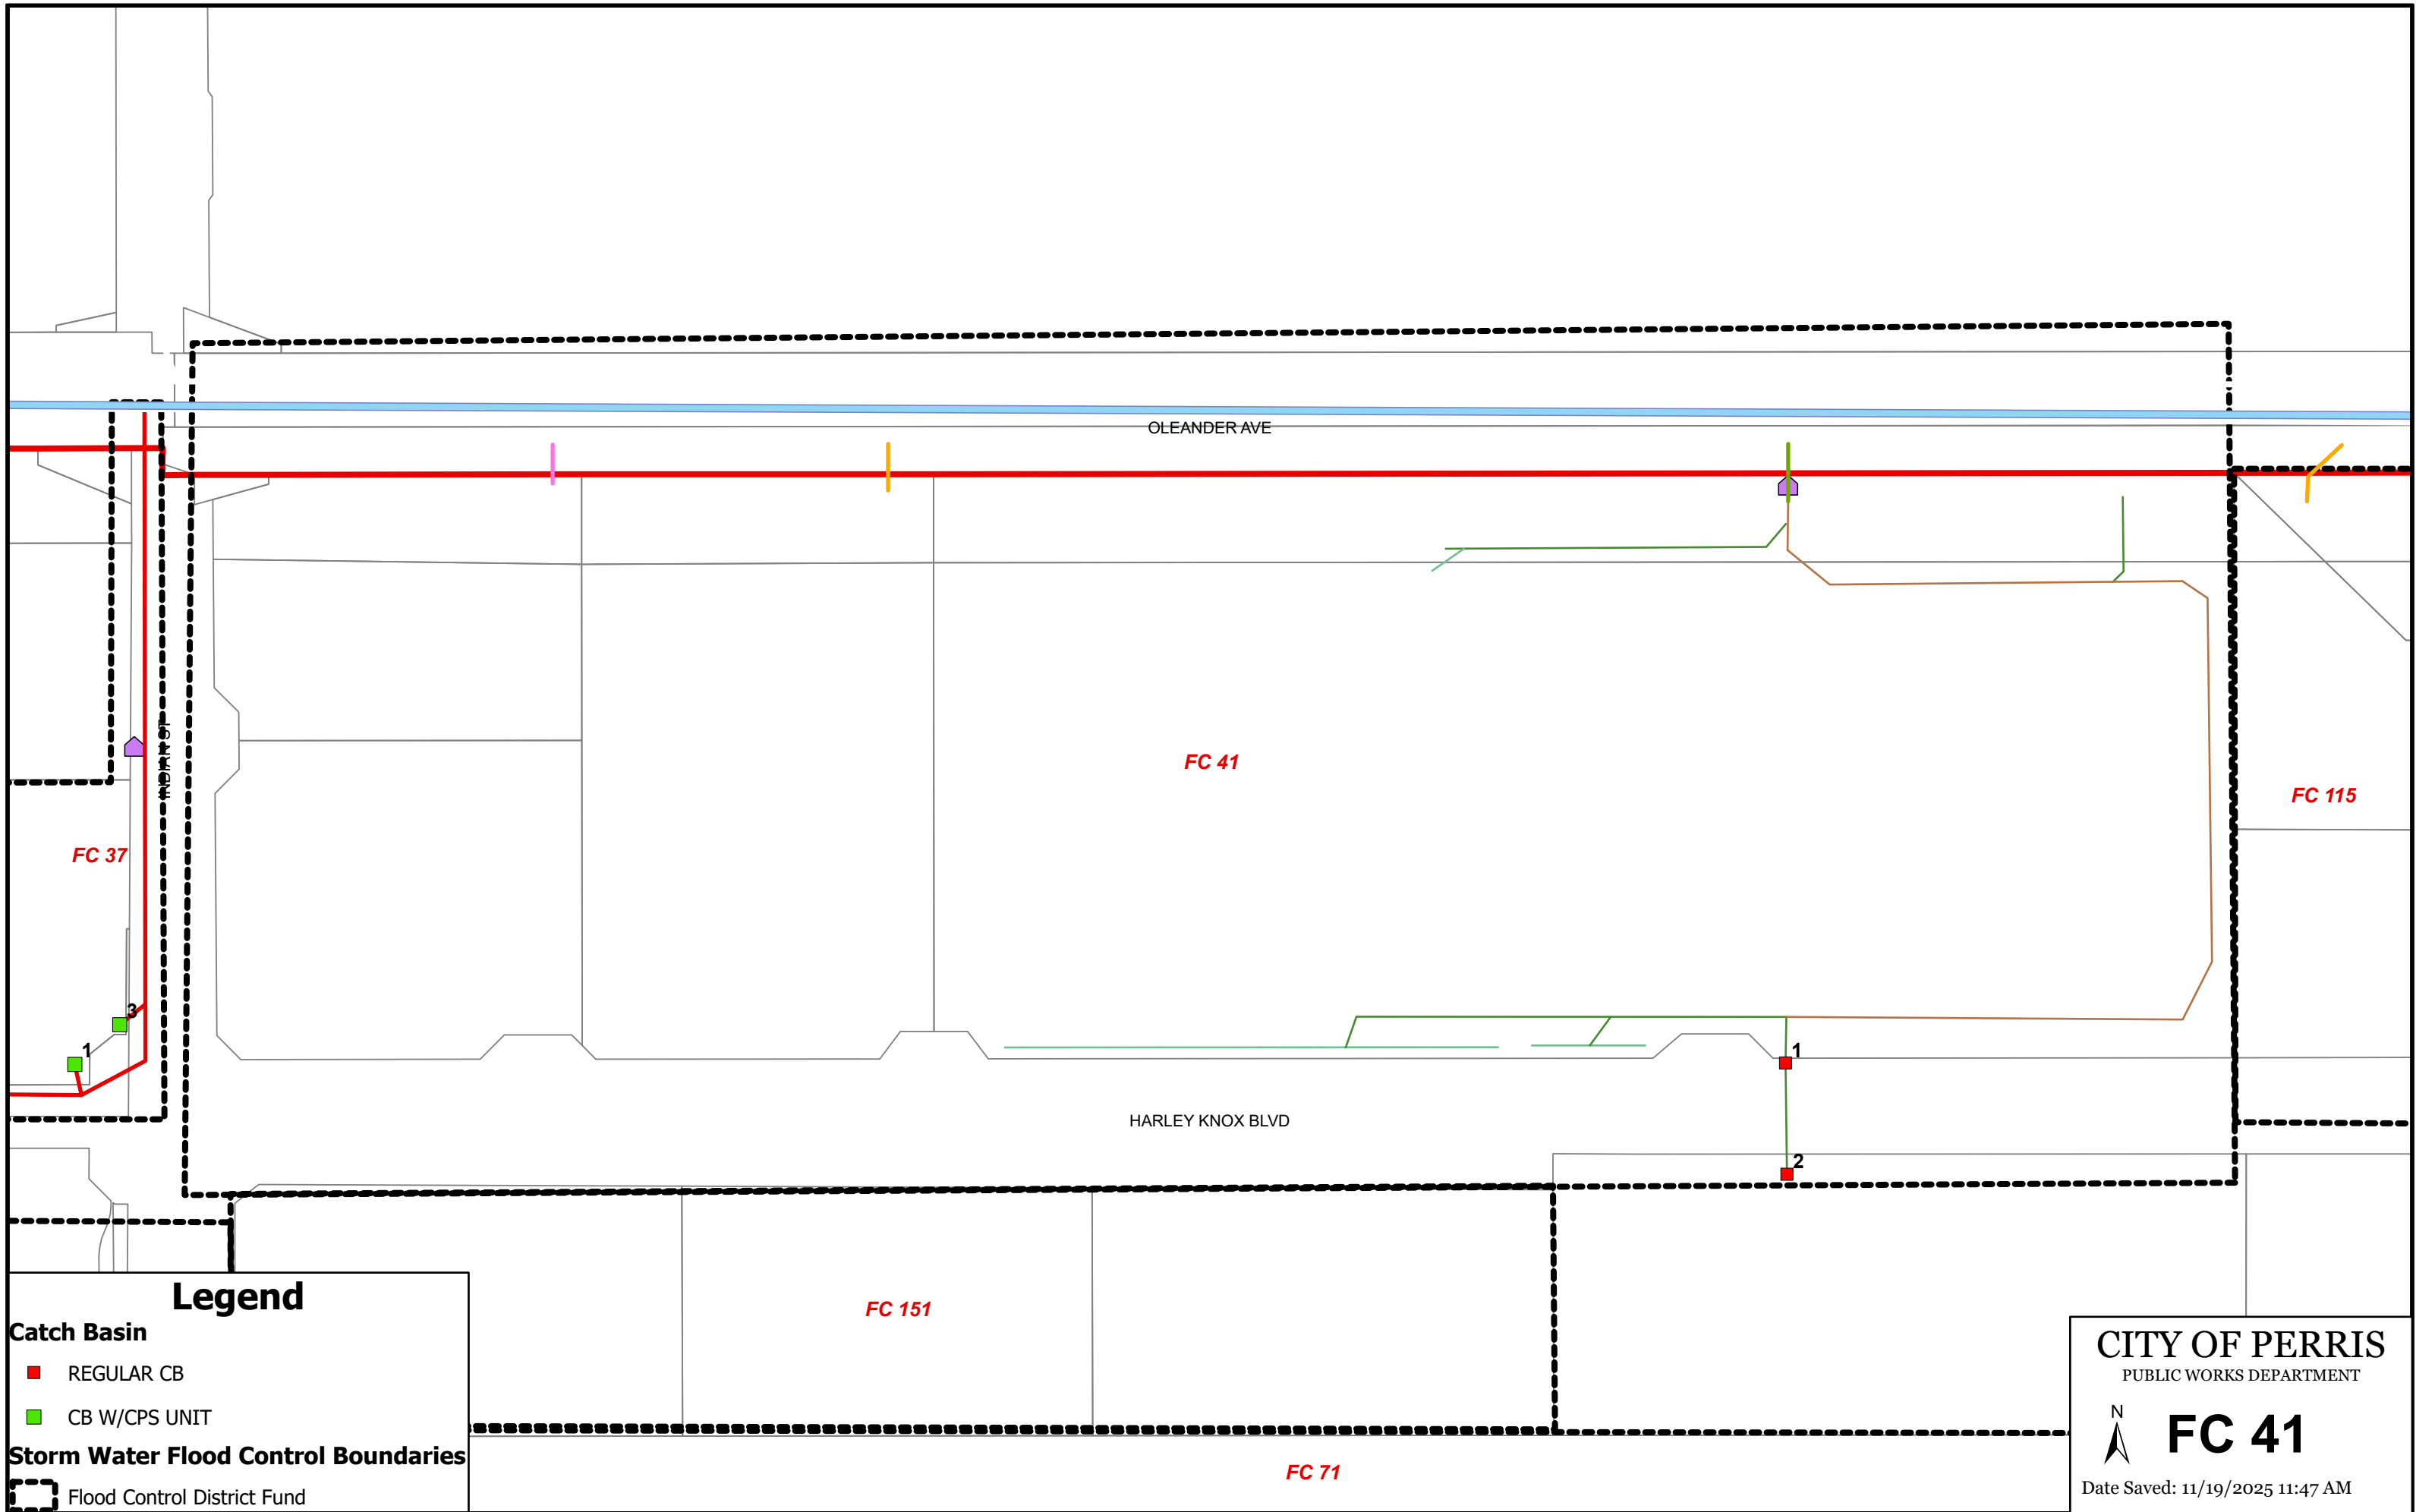 OLEANDER AVE
INDIAN ST
FC 41
FC 115
FC 37
3
1
1
HARLEY KNOX BLVD
2
FC 151
FC 71
Legend
Catch Basin
REGULAR CB
CB W/CPS UNIT
Storm Water Flood Control Boundaries
Flood Control District Fund
CITY OF PERRIS
PUBLIC WORKS DEPARTMENT
N
FC 41
Date Saved: 11/19/2025 11:47 AM